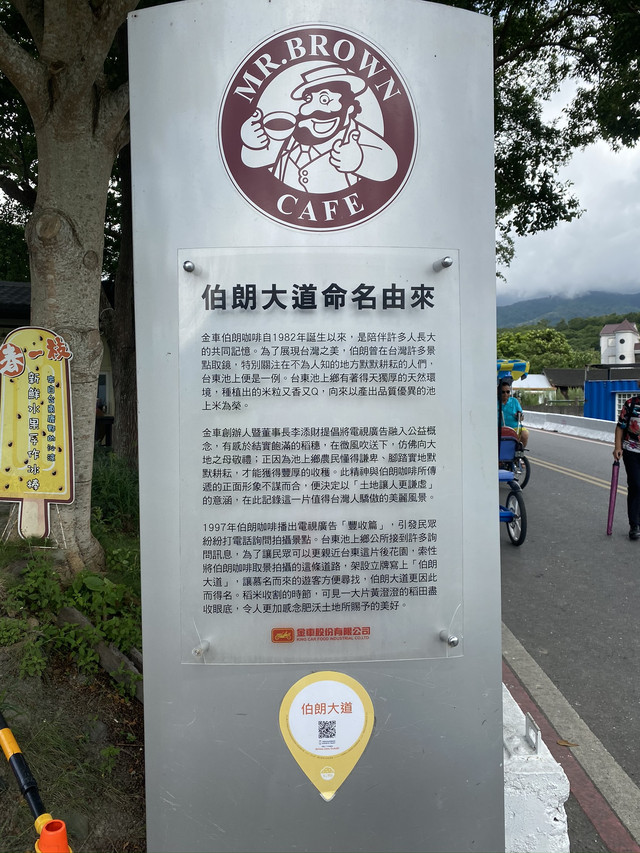 MR. BROWN
CAFE
伯朗大道命名由來
金車伯朗咖啡自1982年誕生以來，是陪伴許多人長大
的共同記憶。為了展現台灣之美，伯朗曾在台灣許多景
點取鏡，特別關注在不為人知的地方默默耕耘的人們，
台東池上便是一例。台東池上鄉有著得天獨厚的天然環
境，種植出的米粒又香又Q，向來以產出品質優異的池
上米為榮。
金車創辦人暨董事長李添財提倡將電視廣告融入公益概
念，有感於結實飽滿的稻穗，在微風吹送下，仿佛向大
地之母敬禮；正因為池上鄉農民懂得謙卑、腳踏實地默
默耕耘，才能獲得豐厚的收穫。此精神與伯朗咖啡所傳
遞的正面形象不謀而合，便決定以「土地讓人更謙虛」
的意涵，在此記錄這一片值得台灣人驕傲的美麗風景。
1997年伯朗咖啡播出電視廣告「豐收篇」，引發民眾
紛紛打電話詢問拍攝景點。台東池上鄉公所接到許多詢
問訊息，為了讓民眾可以更親近台東這片後花園，索性
將伯朗咖啡取景拍攝的這條道路，架設立牌寫上「伯朗
大道」，讓慕名而來的遊客方便尋找，伯朗大道更因此
而得名。稻米收割的時節，可見一大片黃澄澄的稻田盡
收眼底，令人更加感念肥沃土地所賜予的美好。
金車股份有限公司
KING CAR FOOD INDUSTRIAL CO.,LTD.
伯朗大道
春一枝
新鮮水果手作冰棒